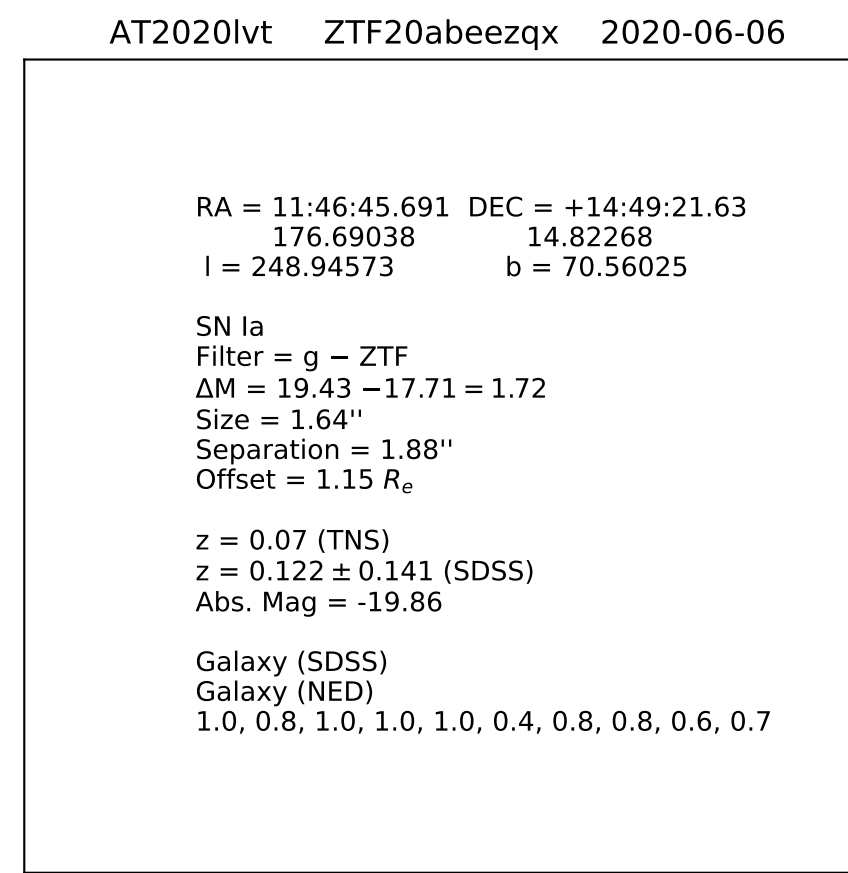 AT2020lvt ZTF20abeezqx 2020-06-06
RA = 11:46:45.691 DEC = +14:49:21.63
176.69038 14.82268
l = 248.94573 b = 70.56025
SN Ia
Filter = g − ZTF
ΔM = 19.43 −17.71 = 1.72
Size = 1.64''
Separation = 1.88''
Offset = 1.15 Re
z = 0.07 (TNS)
z = 0.122 ± 0.141 (SDSS)
Abs. Mag = -19.86
Galaxy (SDSS)
Galaxy (NED)
1.0, 0.8, 1.0, 1.0, 1.0, 0.4, 0.8, 0.8, 0.6, 0.7